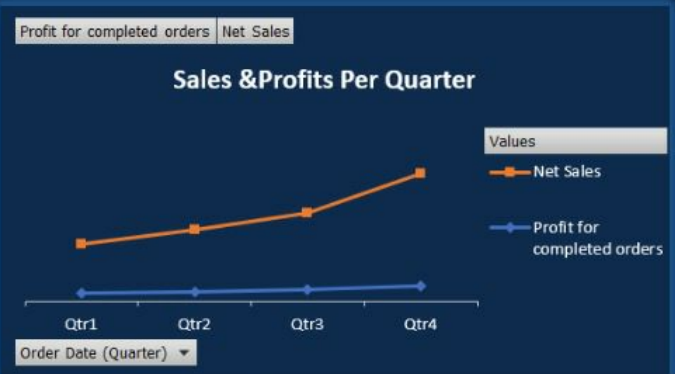 Profit for completed orders Net Sales
Sales &Profits Per Quarter
Values
Net Sales
Profit for
completed orders
Qtr1 Qtr2 Qtr3 Qtr4
Order Date (Quarter)